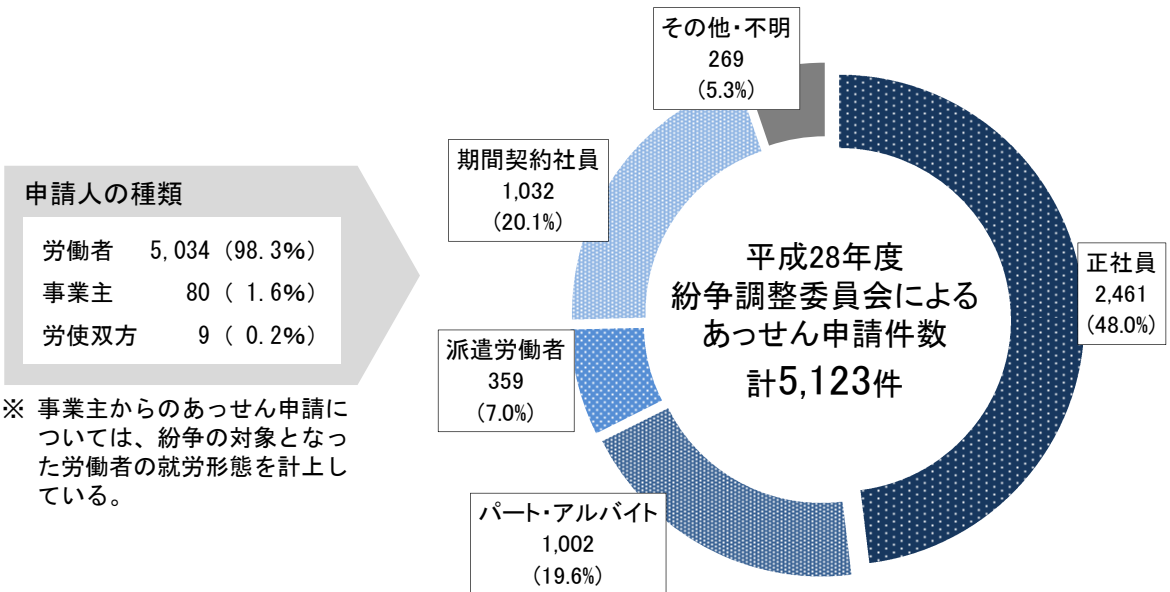 申請人の種類
労働者 5,034 (98.3%)
事業主 80 ( 1.6%)
労使双方 9 ( 0.2%)
※ 事業主からのあっせん申請に
ついては、紛争の対象となっ
た労働者の就労形態を計上し
ている。
その他・不明
269
(5.3%)
期間契約社員
1,032
(20.1%)
派遣労働者
359
(7.0%)
パート・アルバイト
1,002
(19.6%)
正社員
2,461
(48.0%)
平成28年度
紛争調整委員会による
あっせん申請件数
計5,123件